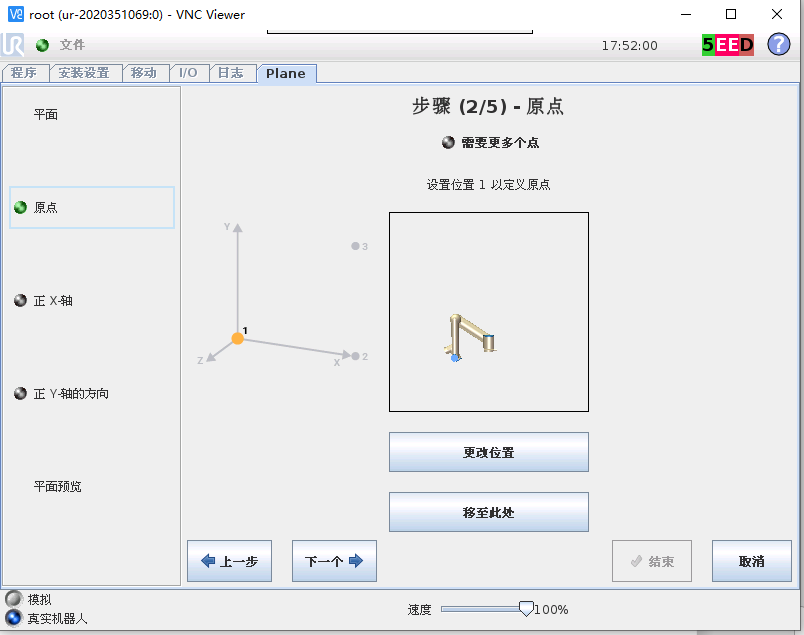 root (ur-2020351069:0) - VNC Viewer
文件
17:52:00
5EED
?
程序 安装设置 移动 I/O 日志 Plane
步骤 (2/5) - 原点
需要更多个点
设置位置 1 以定义原点
平面
原点
正 X-轴
正 Y-轴的方向
平面预览
Y
3
1
2
X
Z
更改位置
移至此处
上一步 下一个 结束 取消
模拟
真实机器人
速度 100%